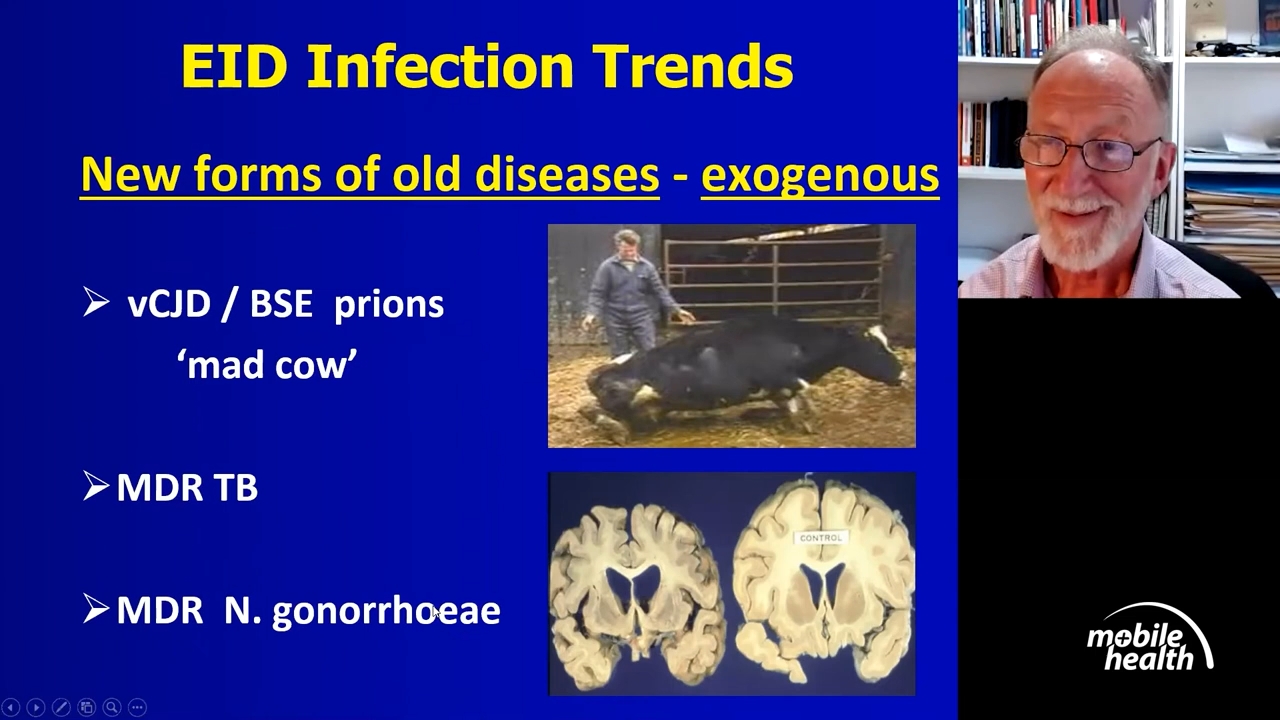 EID Infection Trends
New forms of old diseases - exogenous
➢ vCJD / BSE prions
‘mad cow’
➢ MDR TB
➢ MDR N. gonorrhoeae
CONTROL
mobile
health